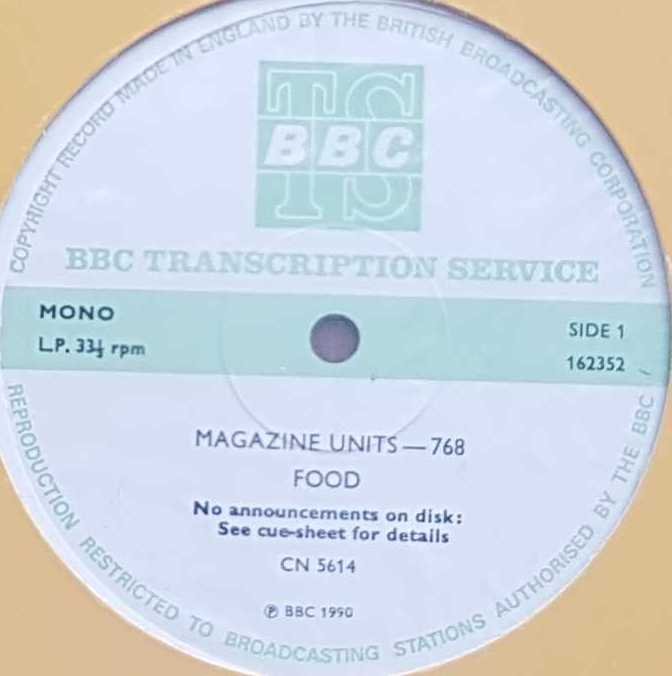 COPYRIGHT RECORD MADE IN ENGLAND BY THE BRITISH BROADCASTING CORPORATION
TS
BBC
TS
BBC TRANSCRIPTION SERVICE
MONO
SIDE 1
L.P. 33⅓ rpm
162352
MAGAZINE UNITS — 768
FOOD
No announcements on disk:
See cue-sheet for details
CN 5614
℗ BBC 1990
REPRODUCTION RESTRICTED TO BROADCASTING STATIONS AUTHORISED BY THE BBC /